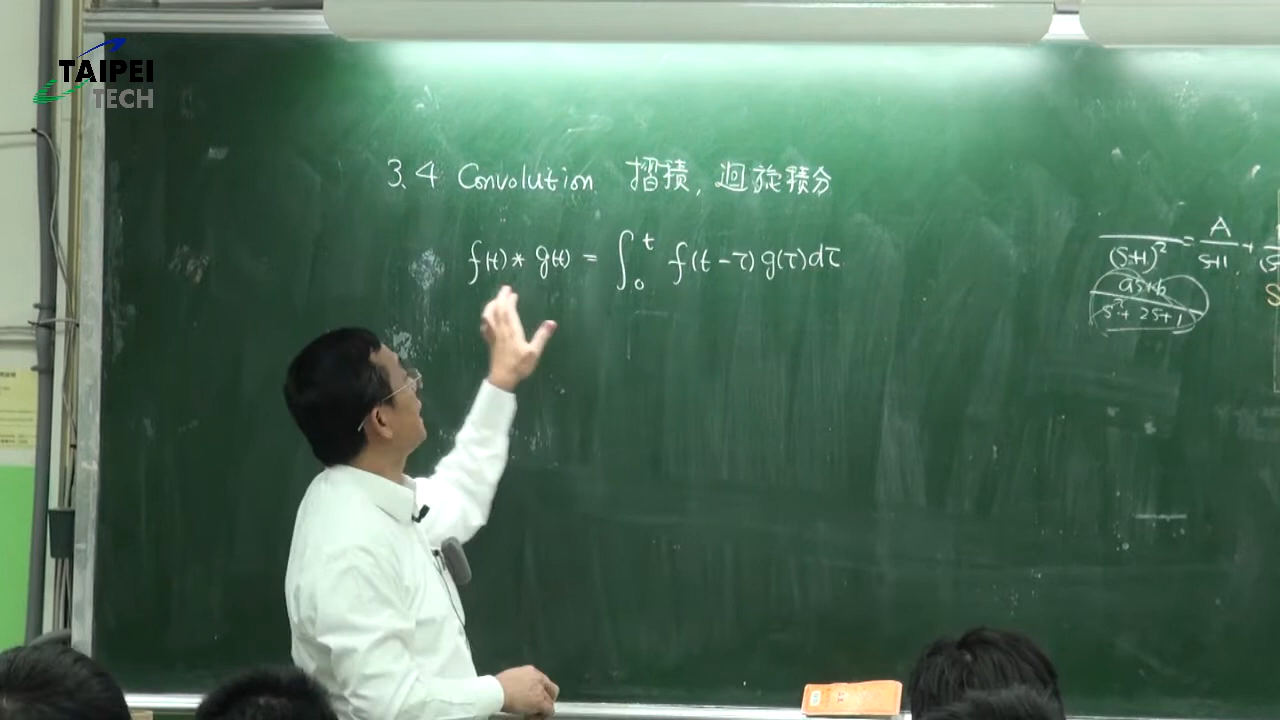 TAIPEI
TECH
3.4 Convolution 摺積, 迴旋積分
f(t) * g(t) = ∫₀ᵗ f(t-τ) g(τ) dτ
/(s+1)² = A/s+1 +
as+b/s²+2s+1